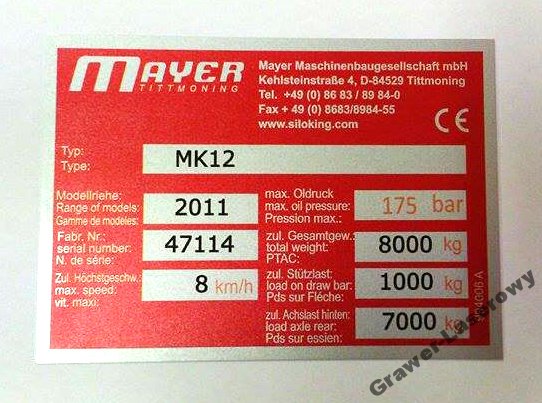 MAYER
TITTMONING
Mayer Maschinenbaugesellschaft mbH
Kehlsteinstraße 4, D-84529 Tittmoning
Tel. +49 (0) 86 83 / 89 84-0
Fax + 49 (0) 8683/8984-55
www.siloking.com
CE
Typ:
Type:
MK12
Modellriehe:
Range of models:
Gamme de modeles:
2011
max. Oldruck
max. oil pressure:
Pression max.:
175 bar
Fabr. Nr.:
serial number:
N. de série:
47114
zul. Gesamtgew.:
total weight:
PTAC:
8000 kg
Zul. Höchstgeschw.:
max. speed:
vit. maxi:
8 km/h
zul. Stützlast:
load on draw bar:
Pds sur Fléche:
1000 kg
zul. Achslast hinten:
load axle rear:
Pds sur essien:
7000 kg
Grawer-Laserowy